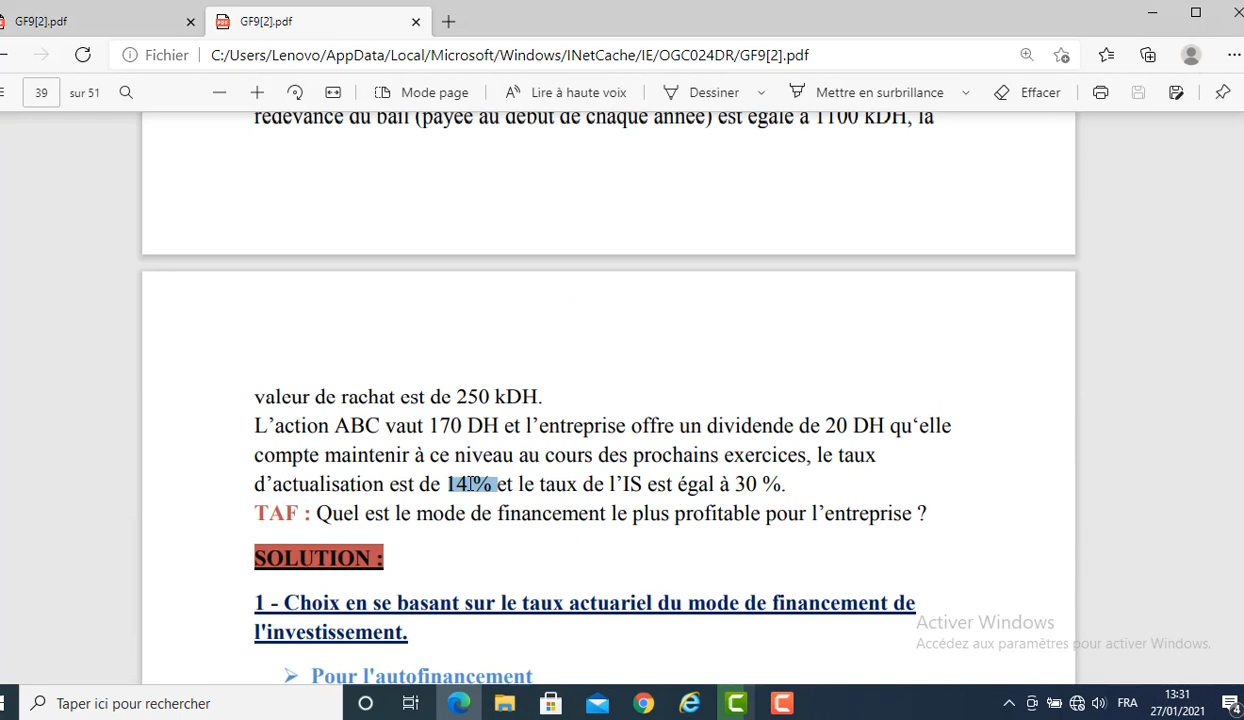 GF9[2].pdf
GF9[2].pdf
Fichier
C:/Users/Lenovo/AppData/Local/Microsoft/Windows/INetCache/IE/OGC024DR/GF9[2].pdf
39
sur 51
Mode page
Lire à haute voix
Dessiner
Mettre en surbrillance
Effacer
redevance du bail (payée au début de chaque année) est égale à 1100 kDH, la
valeur de rachat est de 250 kDH.
L’action ABC vaut 170 DH et l’entreprise offre un dividende de 20 DH qu‘elle
compte maintenir à ce niveau au cours des prochains exercices, le taux
d’actualisation est de 14 % et le taux de l’IS est égal à 30 %.
TAF : Quel est le mode de financement le plus profitable pour l’entreprise ?
SOLUTION :
1 - Choix en se basant sur le taux actuariel du mode de financement de
l'investissement.
Activer Windows
Accédez aux paramètres pour activer Windows.
➢ Pour l'autofinancement
Taper ici pour rechercher
FRA
13:31
27/01/2021
4